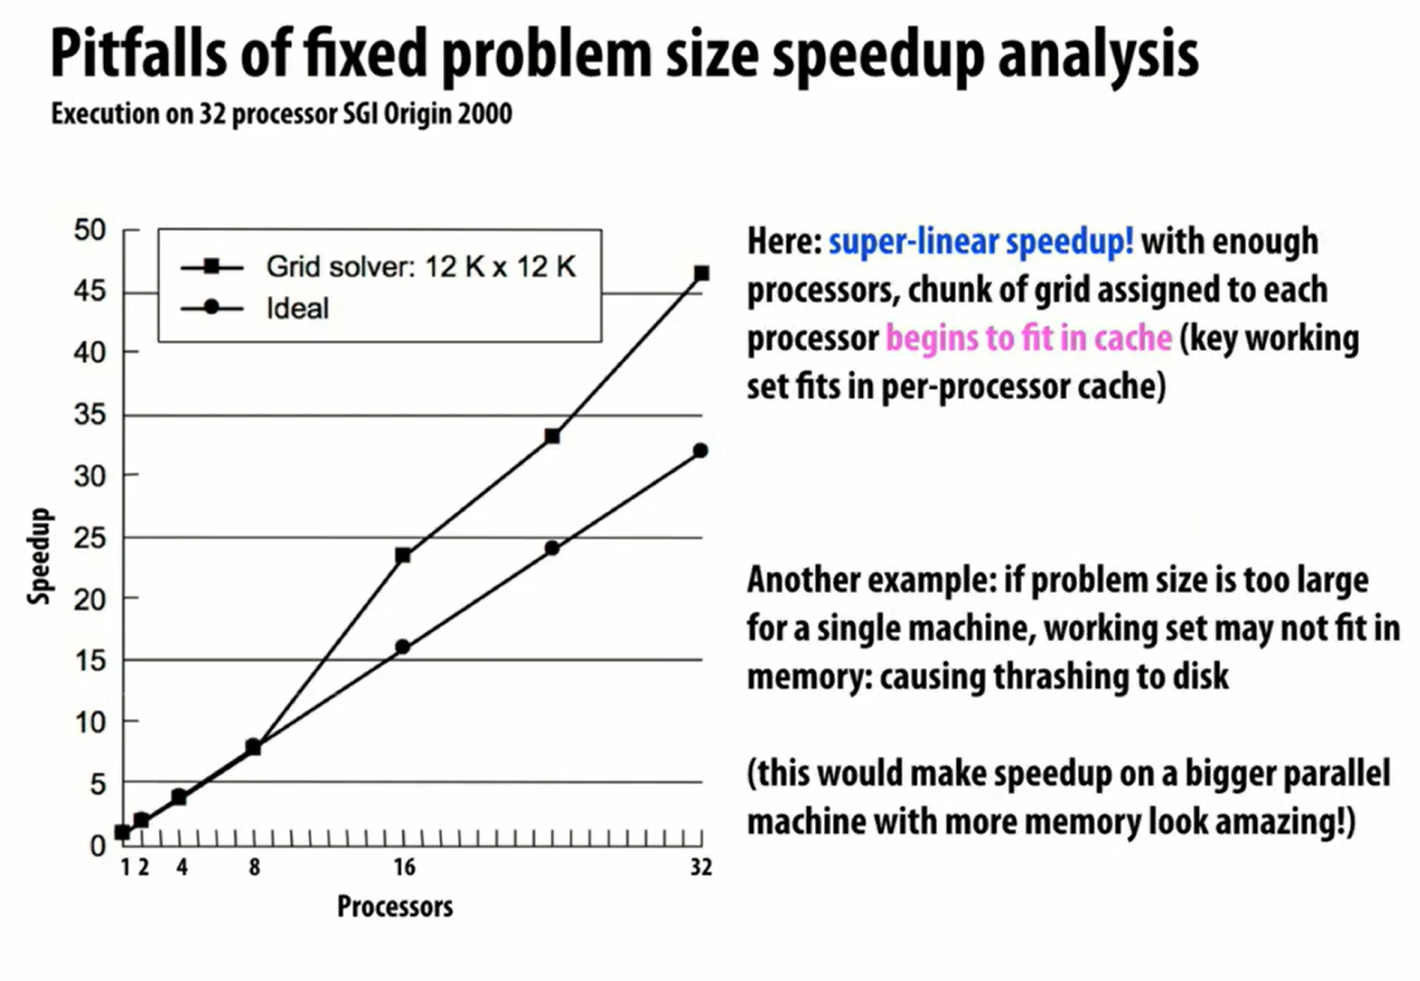 Pitfalls of fixed problem size speedup analysis
Execution on 32 processor SGI Origin 2000
50
45
40
35
30
25
20
15
10
5
0
Grid solver: 12 K x 12 K
Ideal
Speedup
1 2 4 8 16 32
Processors
Here: super-linear speedup! with enough
processors, chunk of grid assigned to each
processor begins to fit in cache (key working
set fits in per-processor cache)
Another example: if problem size is too large
for a single machine, working set may not fit in
memory: causing thrashing to disk
(this would make speedup on a bigger parallel
machine with more memory look amazing!)